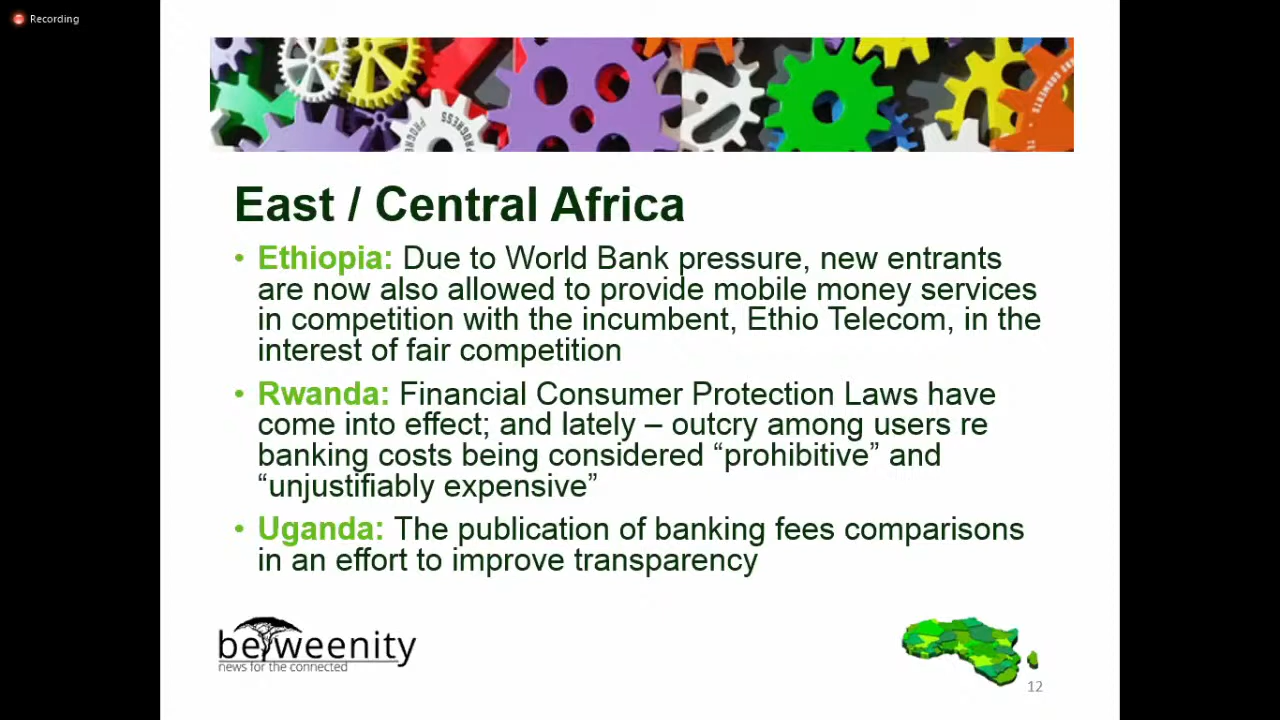 Recording
PROGRESS
East / Central Africa
• Ethiopia: Due to World Bank pressure, new entrants
are now also allowed to provide mobile money services
in competition with the incumbent, Ethio Telecom, in the
interest of fair competition
• Rwanda: Financial Consumer Protection Laws have
come into effect; and lately – outcry among users re
banking costs being considered “prohibitive” and
“unjustifiably expensive”
• Uganda: The publication of banking fees comparisons
in an effort to improve transparency
betweenity
news for the connected
12